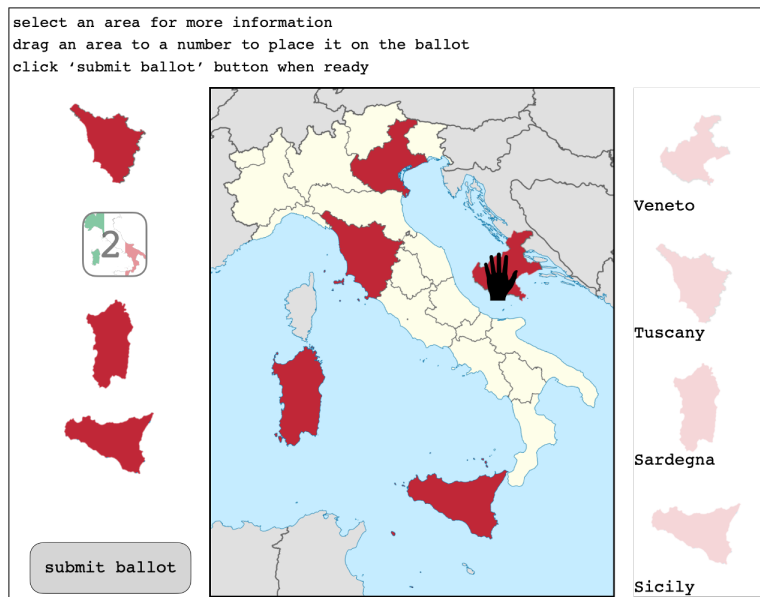 select an area for more information
drag an area to a number to place it on the ballot
click ‘submit ballot’ button when ready
2
submit ballot
Veneto
Tuscany
Sardegna
Sicily